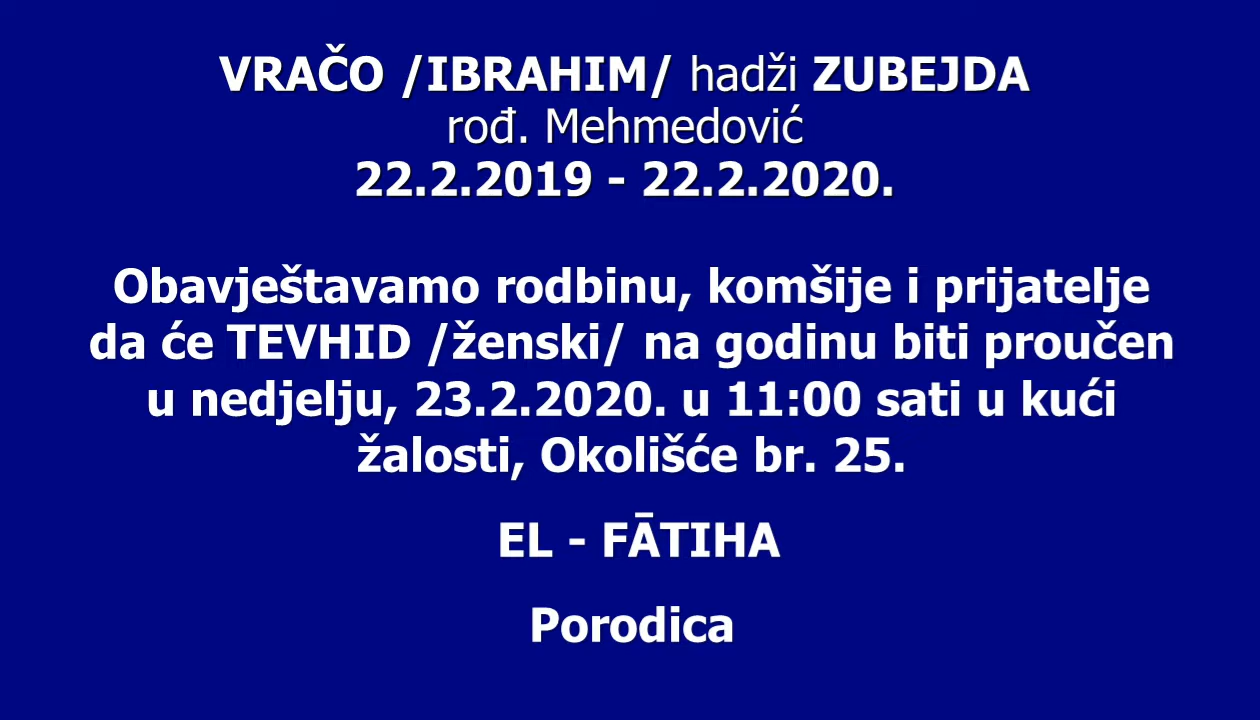 VRAČO /IBRAHIM/ hadži ZUBEJDA
rođ. Mehmedović
22.2.2019 - 22.2.2020.
Obavještavamo rodbinu, komšije i prijatelje
da će TEVHID /ženski/ na godinu biti proučen
u nedjelju, 23.2.2020. u 11:00 sati u kući
žalosti, Okolišće br. 25.
EL - FĀTIHA
Porodica